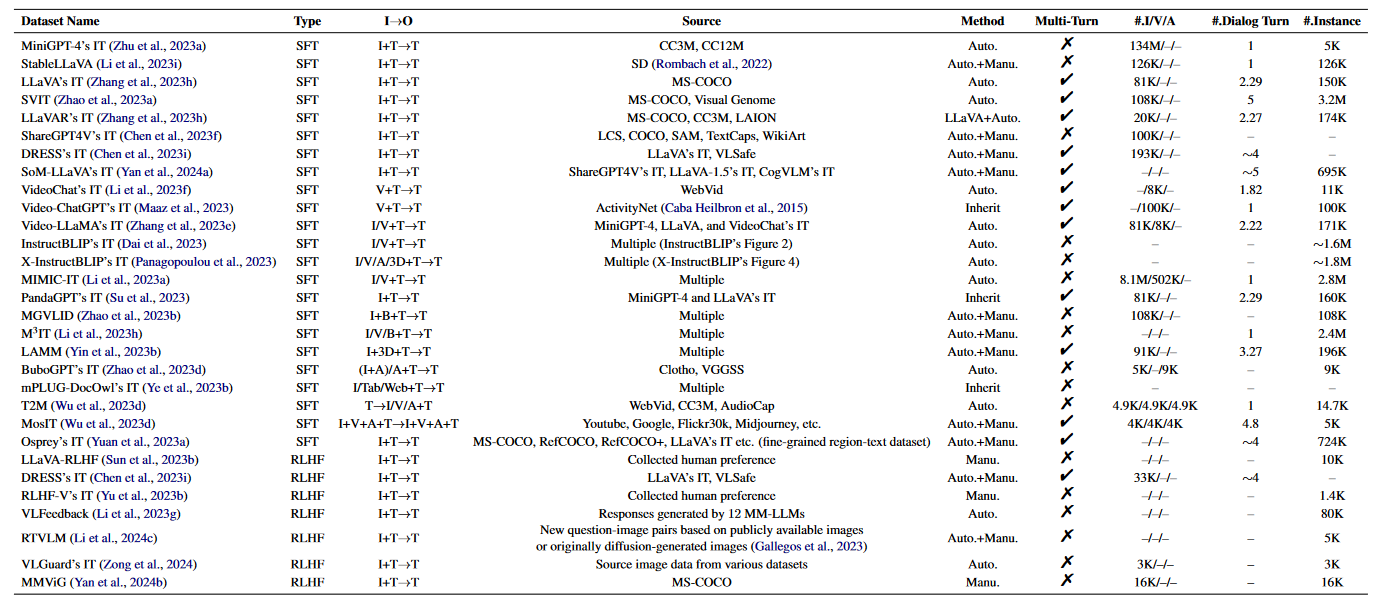 Dataset Name Type I→O Source Method Multi-Turn #.I/V/A #.Dialog Turn #.Instance
MiniGPT-4's IT (Zhu et al., 2023a) SFT I+T→T CC3M, CC12M Auto. ✗ 134M/–/– 1 5K
StableLLaVA (Li et al., 2023i) SFT I+T→T SD (Rombach et al., 2022) Auto.+Manu. ✗ 126K/–/– 1 126K
LLaVA's IT (Zhang et al., 2023h) SFT I+T→T MS-COCO Auto. ✓ 81K/–/– 2.29 150K
SVIT (Zhao et al., 2023a) SFT I+T→T MS-COCO, Visual Genome Auto. ✓ 108K/–/– 5 3.2M
LLaVAR's IT (Zhang et al., 2023h) SFT I+T→T MS-COCO, CC3M, LAION LLaVA+Auto. ✓ 20K/–/– 2.27 174K
ShareGPT4V's IT (Chen et al., 2023f) SFT I+T→T LCS, COCO, SAM, TextCaps, WikiArt Auto.+Manu. ✗ 100K/–/– – –
DRESS's IT (Chen et al., 2023i) SFT I+T→T LLaVA's IT, VLSafe Auto.+Manu. ✓ 193K/–/– ∼4 –
SoM-LLaVA's IT (Yan et al., 2024a) SFT I+T→T ShareGPT4V's IT, LLaVA-1.5's IT, CogVLM's IT Auto.+Manu. ✓ –/–/– ∼5 695K
VideoChat's IT (Li et al., 2023f) SFT V+T→T WebVid Auto. ✓ –/8K/– 1.82 11K
Video-ChatGPT's IT (Maaz et al., 2023) SFT V+T→T ActivityNet (Caba Heilbron et al., 2015) Inherit ✓ –/100K/– 1 100K
Video-LLaMA's IT (Zhang et al., 2023e) SFT I/V+T→T MiniGPT-4, LLaVA, and VideoChat's IT Auto. ✓ 81K/8K/– 2.22 171K
InstructBLIP's IT (Dai et al., 2023) SFT I/V+T→T Multiple (InstructBLIP's Figure 2) Auto. ✗ – – ∼1.6M
X-InstructBLIP's IT (Panagopoulou et al., 2023) SFT I/V/A/3D+T→T Multiple (X-InstructBLIP's Figure 4) Auto. ✗ – – ∼1.8M
MIMIC-IT (Li et al., 2023a) SFT I/V+T→T Multiple Auto. ✗ 8.1M/502K/– 1 2.8M
PandaGPT's IT (Su et al., 2023) SFT I+T→T MiniGPT-4 and LLaVA's IT Inherit ✓ 81K/–/– 2.29 160K
MGVLID (Zhao et al., 2023b) SFT I+B+T→T Multiple Auto.+Manu. ✗ 108K/–/– – 108K
M³IT (Li et al., 2023h) SFT I/V/B+T→T Multiple Auto.+Manu. ✗ –/–/– 1 2.4M
LAMM (Yin et al., 2023b) SFT I+3D+T→T Multiple Auto.+Manu. ✓ 91K/–/– 3.27 196K
BuboGPT's IT (Zhao et al., 2023d) SFT (I+A)/A+T→T Clotho, VGGSS Auto. ✗ 5K/–/9K – 9K
mPLUG-DocOwl's IT (Ye et al., 2023b) SFT I/Tab/Web+T→T Multiple Inherit ✗ – – –
T2M (Wu et al., 2023d) SFT T→I/V/A+T WebVid, CC3M, AudioCap Auto. ✗ 4.9K/4.9K/4.9K 1 14.7K
MosIT (Wu et al., 2023d) SFT I+V+A+T→I+V+A+T Youtube, Google, Flickr30k, Midjourney, etc. Auto.+Manu. ✓ 4K/4K/4K 4.8 5K
Osprey's IT (Yuan et al., 2023a) SFT I+T→T MS-COCO, RefCOCO, RefCOCO+, LLaVA's IT etc. (fine-grained region-text dataset) Auto.+Manu. ✓ –/–/– ∼4 724K
LLaVA-RLHF (Sun et al., 2023b) RLHF I+T→T Collected human preference Manu. ✗ –/–/– – 10K
DRESS's IT (Chen et al., 2023i) RLHF I+T→T LLaVA's IT, VLSafe Auto.+Manu. ✓ 33K/–/– ∼4 –
RLHF-V's IT (Yu et al., 2023b) RLHF I+T→T Collected human preference Manu. ✗ –/–/– – 1.4K
VLFeedback (Li et al., 2023g) RLHF I+T→T Responses generated by 12 MM-LLMs Auto. ✗ –/–/– – 80K
RTVLM (Li et al., 2024c) RLHF I+T→T New question-image pairs based on publicly available images
or originally diffusion-generated images (Gallegos et al., 2023) Auto.+Manu. ✗ –/–/– – 5K
VLGuard's IT (Zong et al., 2024) RLHF I+T→T Source image data from various datasets Auto. ✗ 3K/–/– – 3K
MMViG (Yan et al., 2024b) RLHF I+T→T MS-COCO Manu. ✗ 16K/–/– – 16K